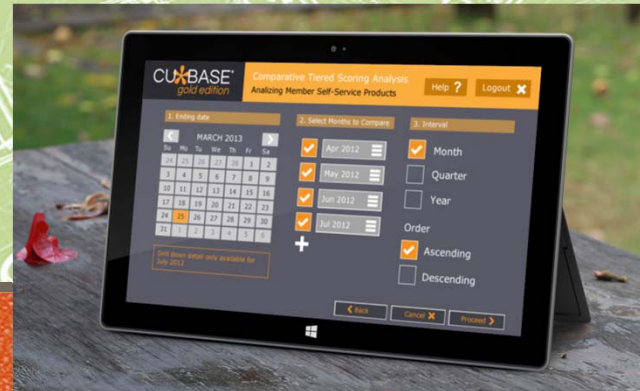 CU*BASE®
gold edition
Comparative Tiered Scoring Analysis
Analizing Member Self-Service Products
Help ?
Logout ✖
1. Ending date
MARCH 2013
Su Mo Tu We Th Fr Sa
24 25 26 27 28 1 2
3 4 5 6 7 8 9
10 11 12 13 14 15 16
17 18 19 20 21 22 23
24 25 26 27 28 29 30
31 1 2 3 4 5 6
Drill down detail only available for
July 2012
2. Select Months to Compare
Apr 2012
May 2012
Jun 2012
Jul 2012
3. Interval
Month
Quarter
Year
Order
Ascending
Descending
Back
Cancel ✖
Proceed